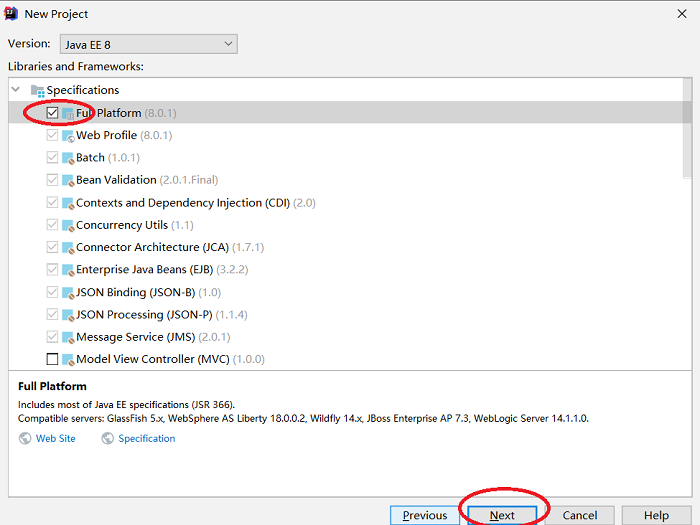 New Project
Version: Java EE 8
Libraries and Frameworks:
Specifications
Full Platform (8.0.1)
Web Profile (8.0.1)
Batch (1.0.1)
Bean Validation (2.0.1.Final)
Contexts and Dependency Injection (CDI) (2.0)
Concurrency Utils (1.1)
Connector Architecture (JCA) (1.7.1)
Enterprise Java Beans (EJB) (3.2.2)
JSON Binding (JSON-B) (1.0)
JSON Processing (JSON-P) (1.1.4)
Message Service (JMS) (2.0.1)
Model View Controller (MVC) (1.0.0)
Full Platform
Includes most of Java EE specifications (JSR 366).
Compatible servers: GlassFish 5.x, WebSphere AS Liberty 18.0.0.2, Wildfly 14.x, JBoss Enterprise AP 7.3, WebLogic Server 14.1.1.0.
Web Site Specification
Previous Next Cancel Help